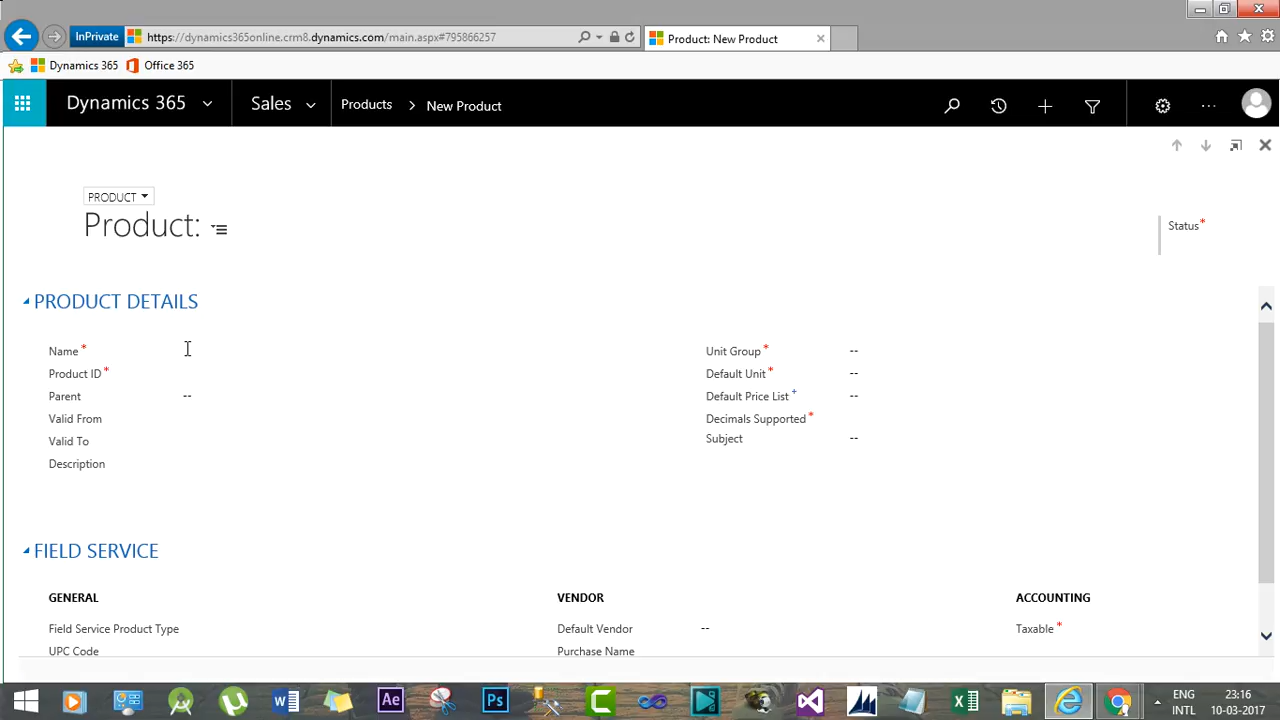 InPrivate
https://dynamics365online.crm8.dynamics.com/main.aspx#795866257
Product: New Product
Dynamics 365
Office 365
Dynamics 365
Sales
Products
New Product
PRODUCT
Product:
Status*
PRODUCT DETAILS
Name*
Unit Group* --
Product ID*
Default Unit* --
Parent --
Default Price List+ --
Valid From
Decimals Supported*
Valid To
Subject --
Description
FIELD SERVICE
GENERAL
VENDOR
ACCOUNTING
Field Service Product Type
Default Vendor --
Taxable*
UPC Code
Purchase Name
Ae
Ps
ENG
INTL
23:16
10-03-2017